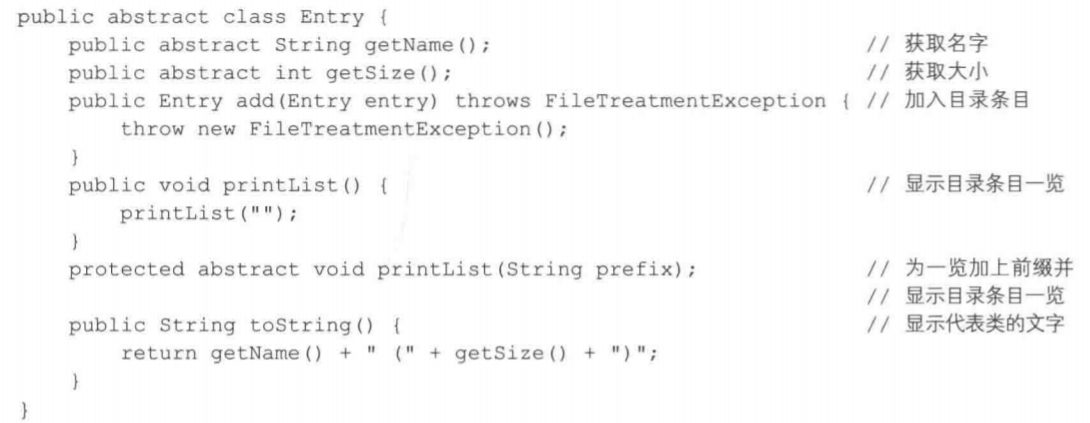 public abstract class Entry {
    public abstract String getName();                               // 获取名字
    public abstract int getSize();                                  // 获取大小
    public Entry add(Entry entry) throws FileTreatmentException {   // 加入目录条目
        throw new FileTreatmentException();
    }
    public void printList() {                                       // 显示目录条目一览
        printList("");
    }
    protected abstract void printList(String prefix);               // 为一览加上前缀并
                                                                    // 显示目录条目一览
    public String toString() {                                      // 显示代表类的文字
        return getName() + " (" + getSize() + ")";
    }
}